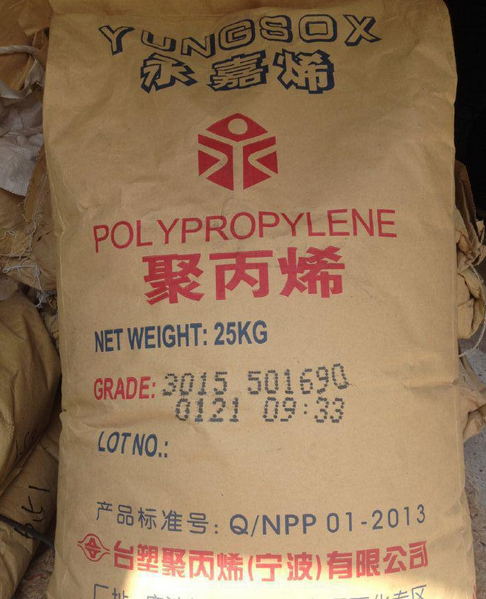 YUNGSOX
永嘉烯
POLYPROPYLENE
聚丙烯
NET WEIGHT: 25KG
GRADE: 3015 501690
0121 09:33
LOT NO.:
产品标准号: Q/NPP 01-2013
台塑聚丙烯(宁波)有限公司